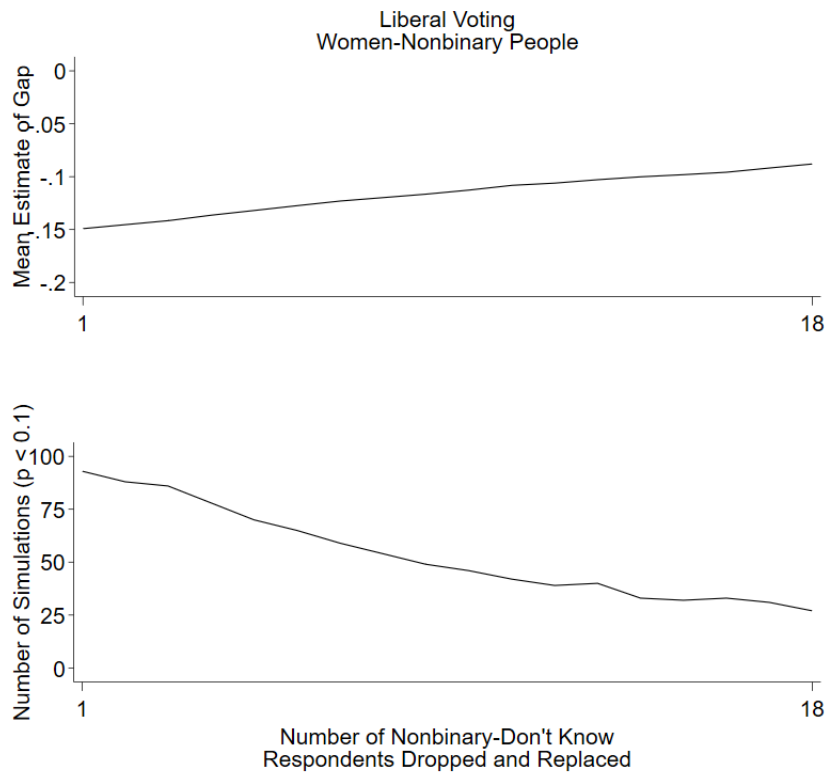 Liberal Voting
Women-Nonbinary People
Mean Estimate of Gap
0
-.05
-.1
-.15
-.2
1
18
Number of Simulations (p < 0.1)
100
75
50
25
0
1
18
Number of Nonbinary-Don't Know
Respondents Dropped and Replaced